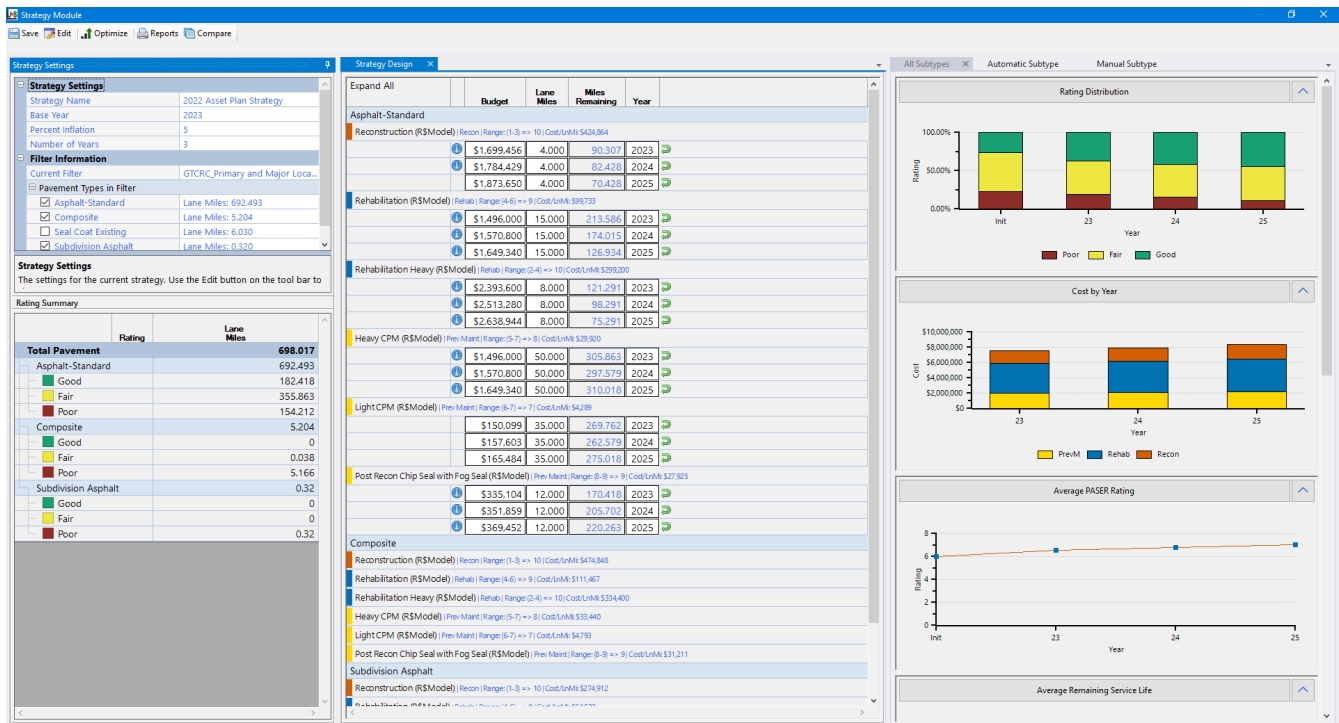 Strategy Module
Save Edit Optimize Reports Compare
Strategy Settings
Strategy Settings
Strategy Name 2022 Asset Plan Strategy
Base Year 2023
Percent Inflation 5
Number of Years 3
Filter Information
Current Filter GTCRC_Primary and Major Loca...
Pavement Types in Filter
Asphalt-Standard Lane Miles: 692.493
Composite Lane Miles: 5.204
Seal Coat Existing Lane Miles: 6.030
Subdivision Asphalt Lane Miles: 0.320
Strategy Settings
The settings for the current strategy. Use the Edit button on the tool bar to
Rating Summary
Rating Lane Miles
Total Pavement 698.017
Asphalt-Standard 692.493
Good 182.418
Fair 355.863
Poor 154.212
Composite 5.204
Good 0
Fair 0.038
Poor 5.166
Subdivision Asphalt 0.32
Good 0
Fair 0
Poor 0.32
Strategy Design
Expand All
Budget Lane Miles Miles Remaining Year
Asphalt-Standard
Reconstruction (R$Model) | Recon | Range: (1-3) => 10 | Cost/LnMi: $424,864
$1,699,456 4.000 90.307 2023
$1,784,429 4.000 82.428 2024
$1,873,650 4.000 70.428 2025
Rehabilitation (R$Model) | Rehab | Range: (4-6) => 9 | Cost/LnMi: $99,733
$1,496,000 15.000 213.586 2023
$1,570,800 15.000 174.015 2024
$1,649,340 15.000 126.934 2025
Rehabilitation Heavy (R$Model) | Rehab | Range: (2-4) => 10 | Cost/LnMi: $299,200
$2,393,600 8.000 121.291 2023
$2,513,280 8.000 98.291 2024
$2,638,944 8.000 75.291 2025
Heavy CPM (R$Model) | Prev Maint | Range: (5-7) => 8 | Cost/LnMi: $29,920
$1,496,000 50.000 305.863 2023
$1,570,800 50.000 297.579 2024
$1,649,340 50.000 310.018 2025
Light CPM (R$Model) | Prev Maint | Range: (6-7) => 7 | Cost/LnMi: $4,289
$150,099 35.000 269.762 2023
$157,603 35.000 262.579 2024
$165,484 35.000 275.018 2025
Post Recon Chip Seal with Fog Seal (R$Model) | Prev Maint | Range: (8-9) => 9 | Cost/LnMi: $27,925
$335,104 12.000 170.418 2023
$351,859 12.000 205.702 2024
$369,452 12.000 220.263 2025
Composite
Reconstruction (R$Model) | Recon | Range: (1-3) => 10 | Cost/LnMi: $474,848
Rehabilitation (R$Model) | Rehab | Range: (4-6) => 9 | Cost/LnMi: $111,467
Rehabilitation Heavy (R$Model) | Rehab | Range: (2-4) => 10 | Cost/LnMi: $334,400
Heavy CPM (R$Model) | Prev Maint | Range: (5-7) => 8 | Cost/LnMi: $33,440
Light CPM (R$Model) | Prev Maint | Range: (6-7) => 7 | Cost/LnMi: $4,793
Post Recon Chip Seal with Fog Seal (R$Model) | Prev Maint | Range: (8-9) => 9 | Cost/LnMi: $31,211
Subdivision Asphalt
Reconstruction (R$Model) | Recon | Range: (1-3) => 10 | Cost/LnMi: $274,912
All Subtypes Automatic Subtype Manual Subtype
Rating Distribution
100.00%
50.00%
0.00%
Rating
Init 23 24 25
Year
Poor Fair Good
Cost by Year
$10,000,000
$8,000,000
$6,000,000
$4,000,000
$2,000,000
$0
Cost
23 24 25
Year
PrevM Rehab Recon
Average PASER Rating
8
6
4
2
0
Rating
Init 23 24 25
Year
Average Remaining Service Life